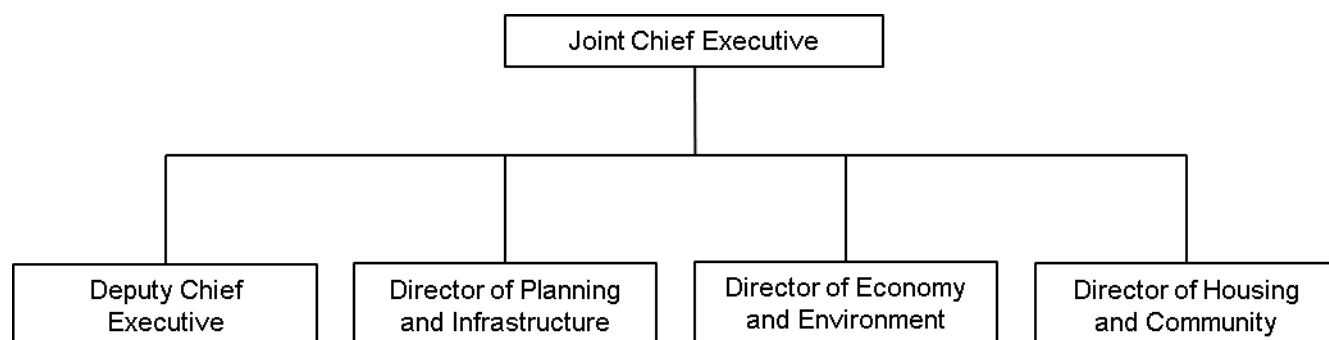 Joint Chief Executive
Deputy Chief
Executive
Director of Planning
and Infrastructure
Director of Economy
and Environment
Director of Housing
and Community